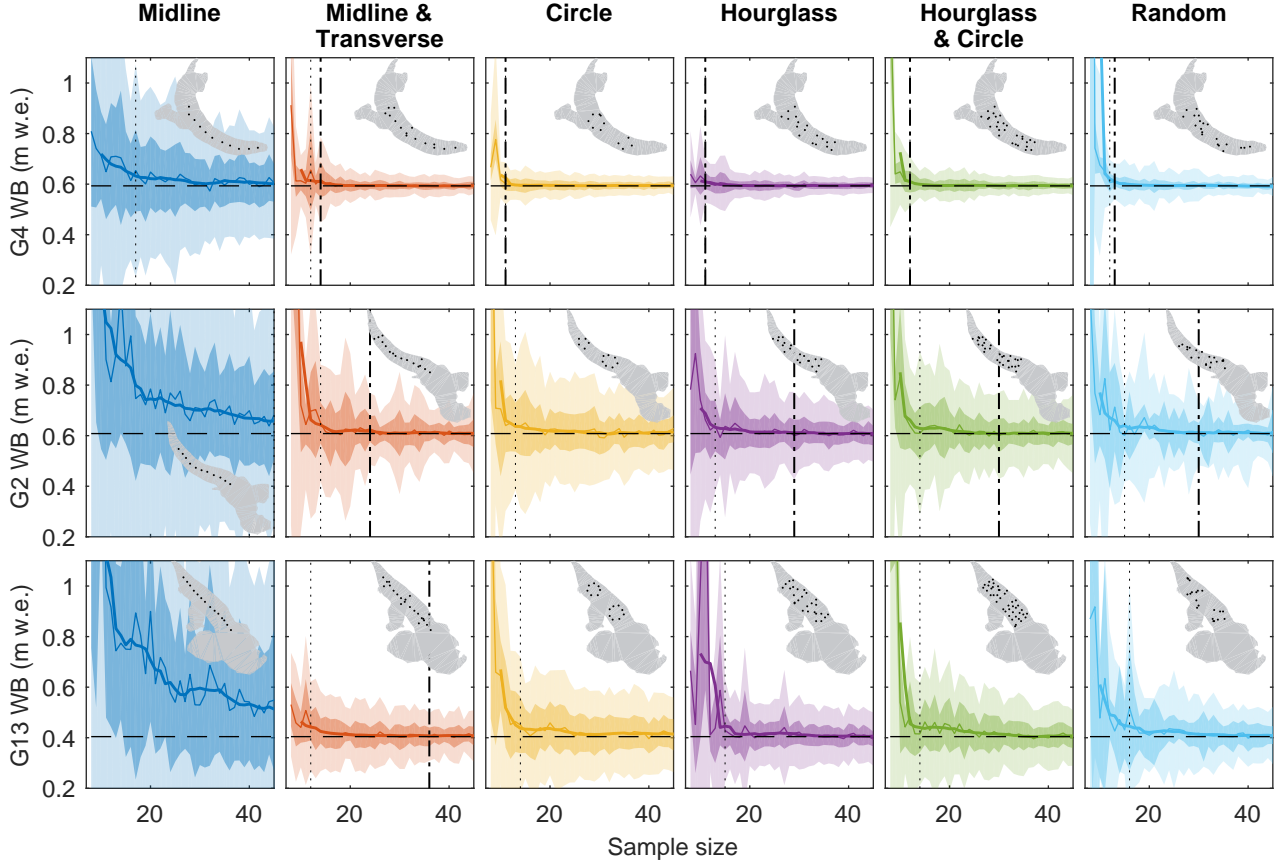 Midline
Midline &
Transverse
Circle
Hourglass
Hourglass
& Circle
Random
G4 WB (m w.e.)
1
0.8
0.6
0.4
0.2
G2 WB (m w.e.)
1
0.8
0.6
0.4
0.2
G13 WB (m w.e.)
1
0.8
0.6
0.4
0.2
20 40
20 40
20 40
20 40
20 40
20 40
Sample size